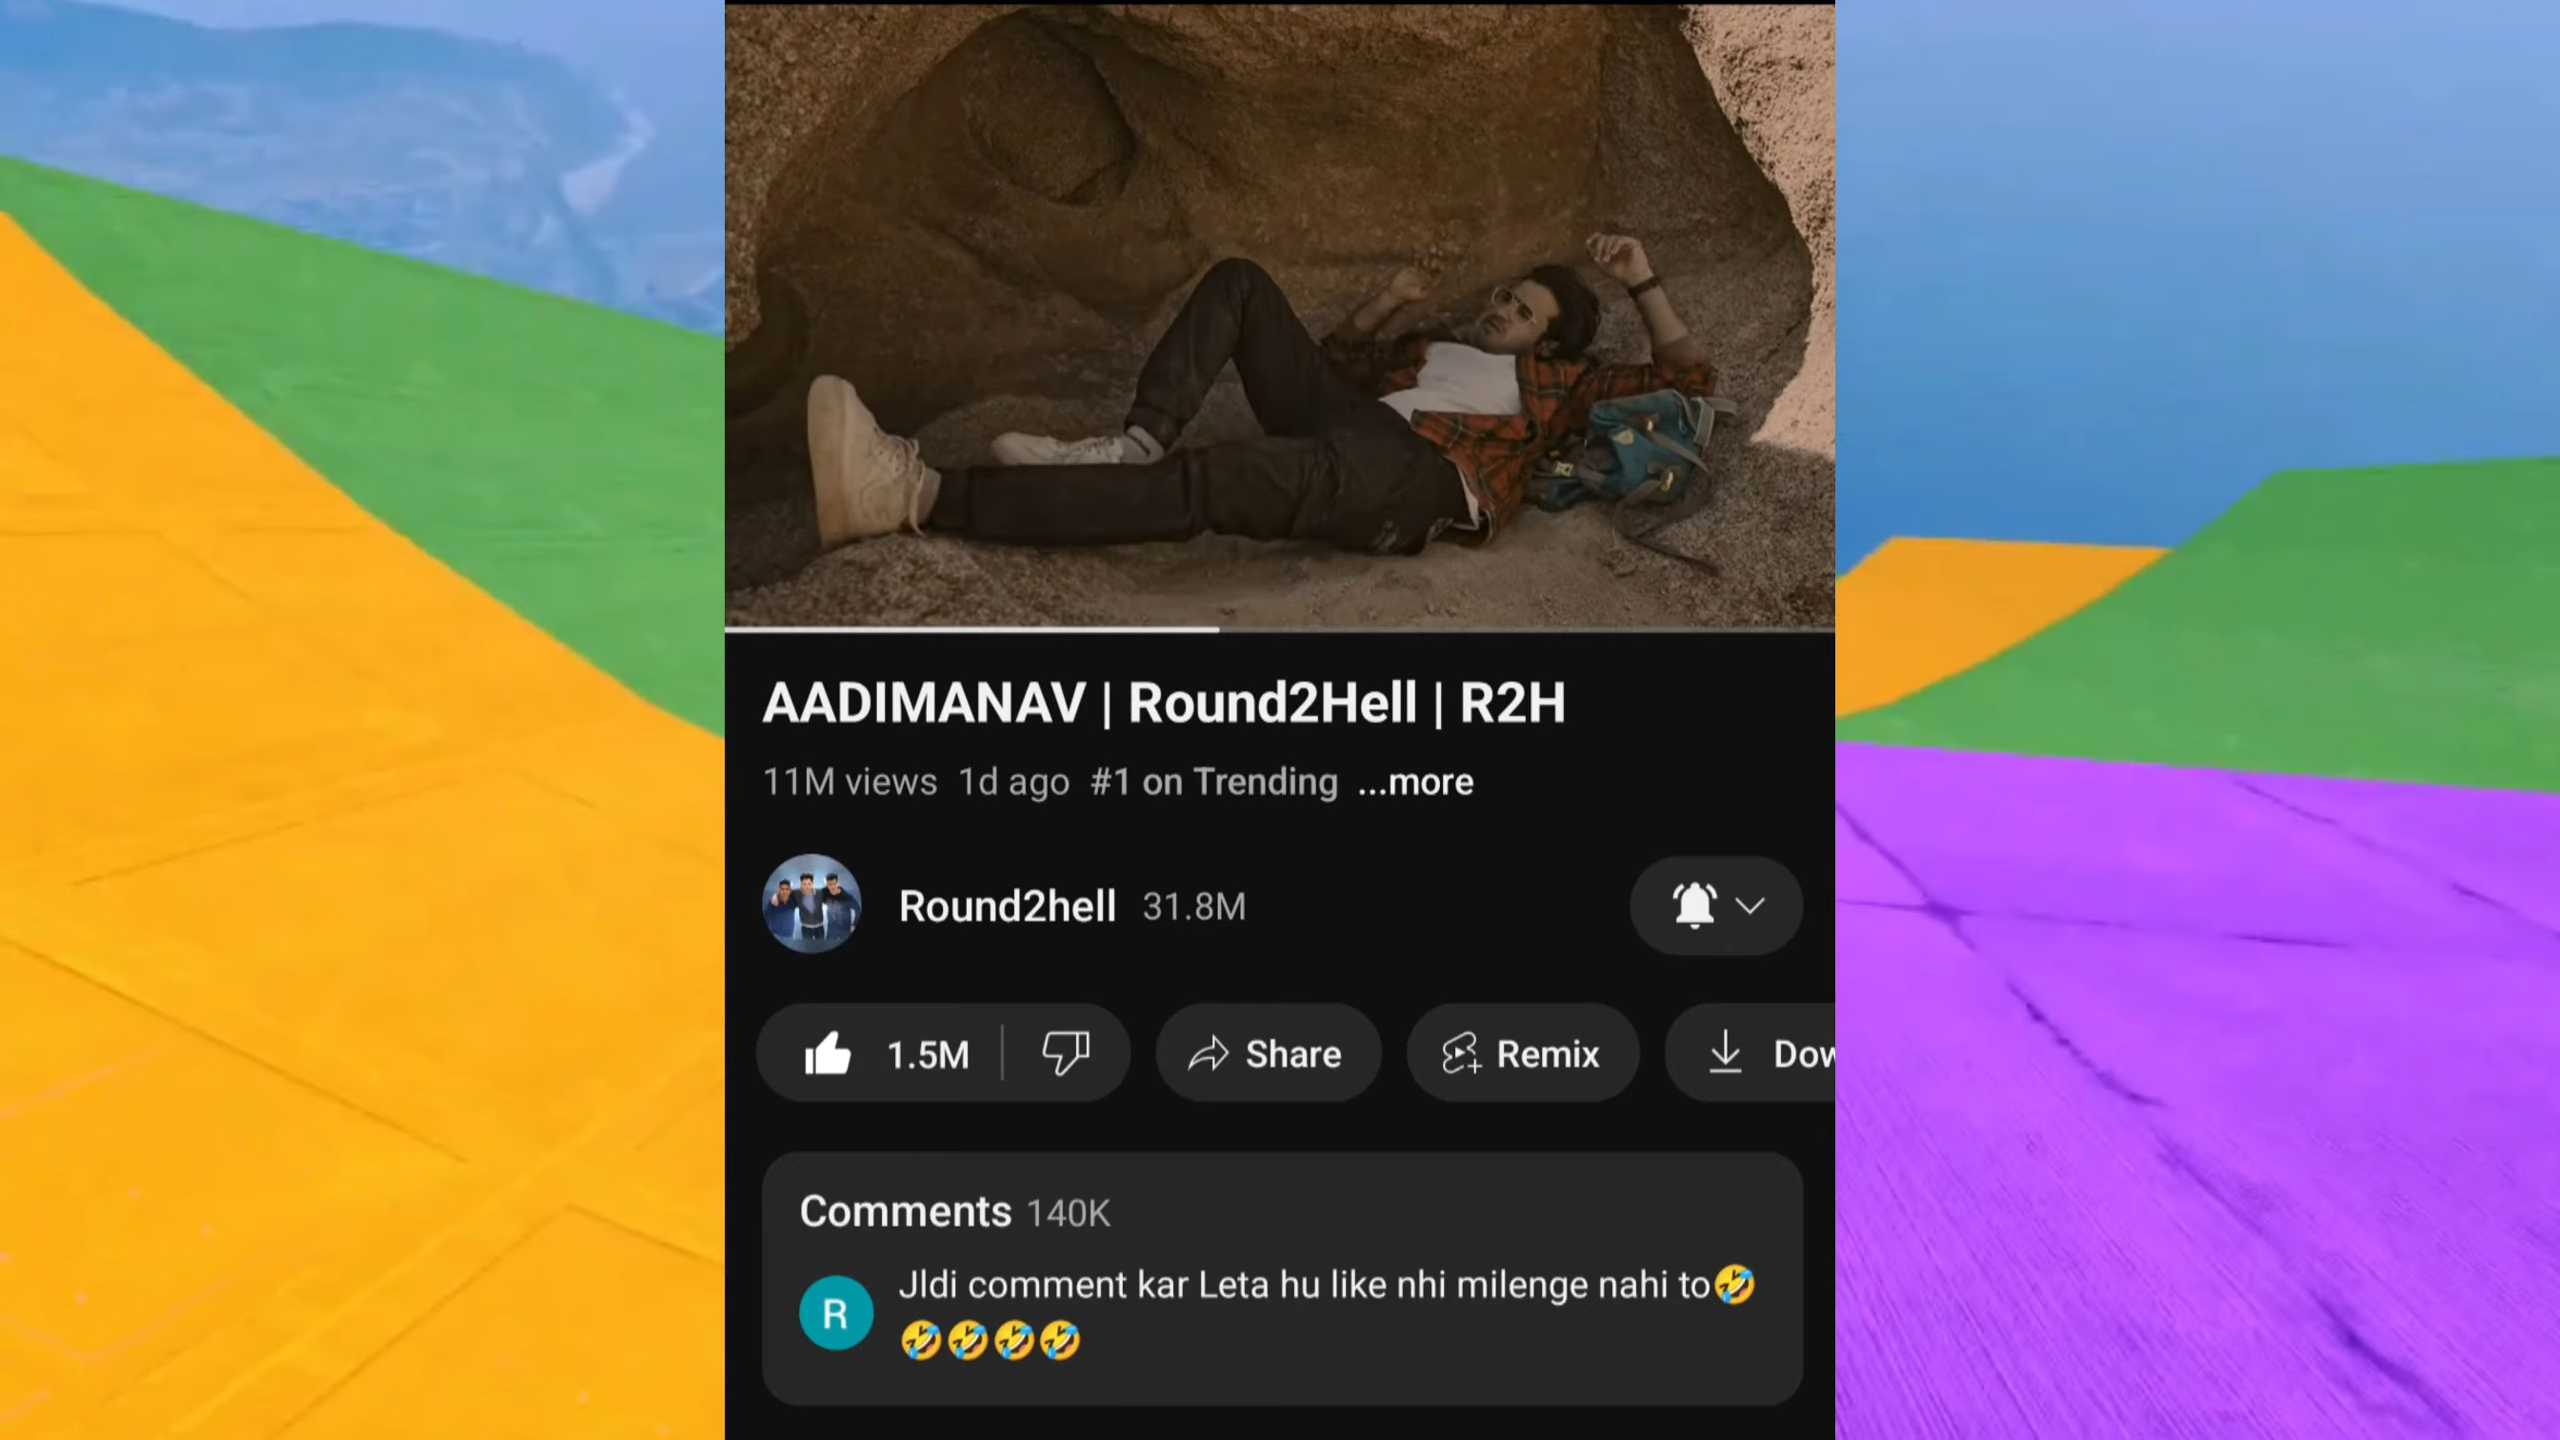 AADIMANAV | Round2Hell | R2H
11M views 1d ago #1 on Trending ...more
Round2hell 31.8M
1.5M Share Remix Dow
Comments 140K
R
Jldi comment kar Leta hu like nhi milenge nahi to🤣
🤣🤣🤣🤣